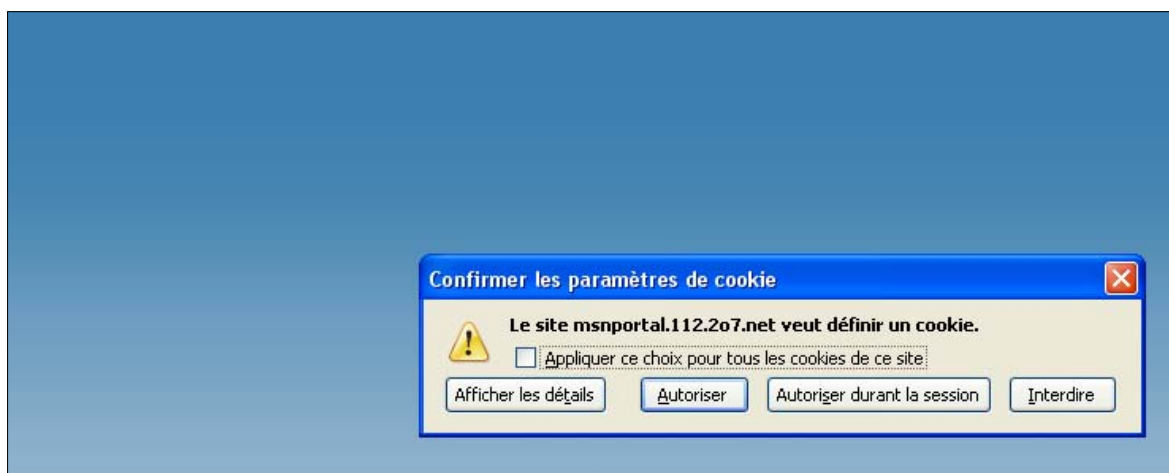 Confirmer les paramètres de cookie
Le site msnportal.112.2o7.net veut définir un cookie.
Appliquer ce choix pour tous les cookies de ce site
Afficher les détails Autoriser Autoriser durant la session Interdire